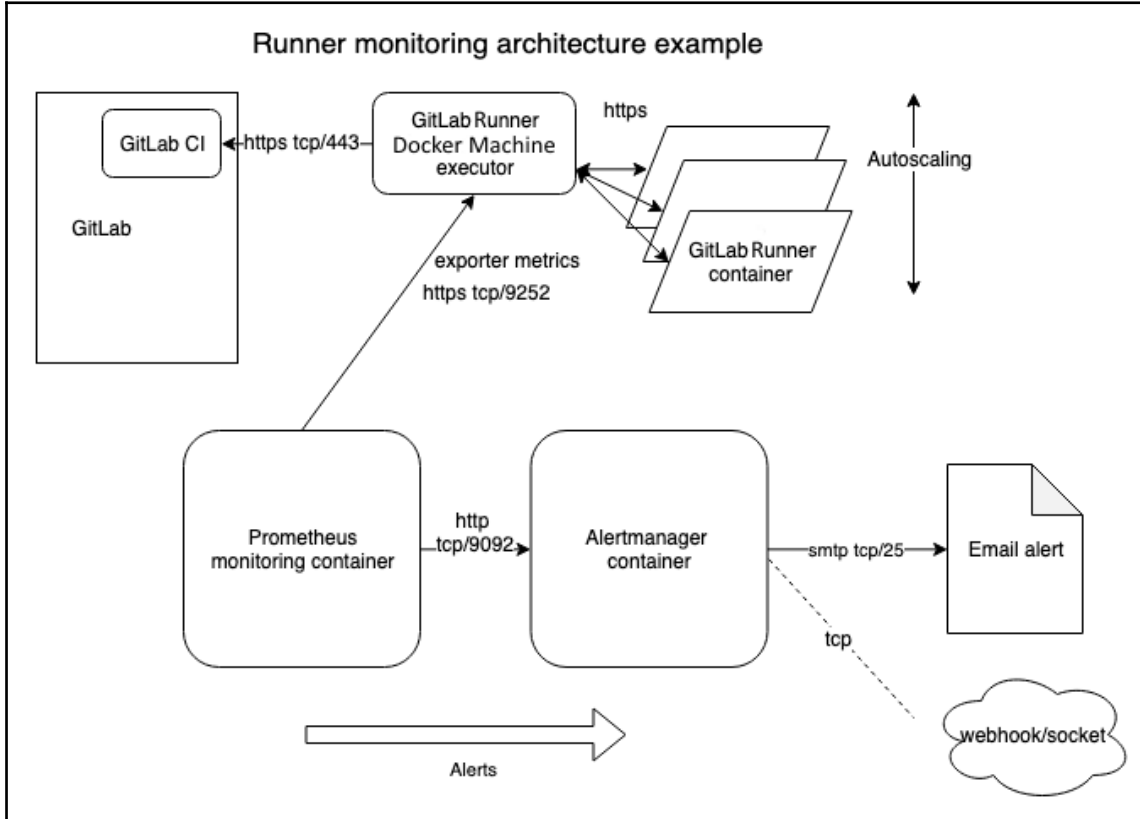 Runner monitoring architecture example
GitLab CI
https tcp/443
GitLab Runner
Docker Machine
executor
https
Autoscaling
GitLab
GitLab Runner
container
exporter metrics
https tcp/9252
Prometheus
monitoring container
http
tcp/9092
Alertmanager
container
smtp tcp/25
Email alert
tcp
webhook/socket
Alerts